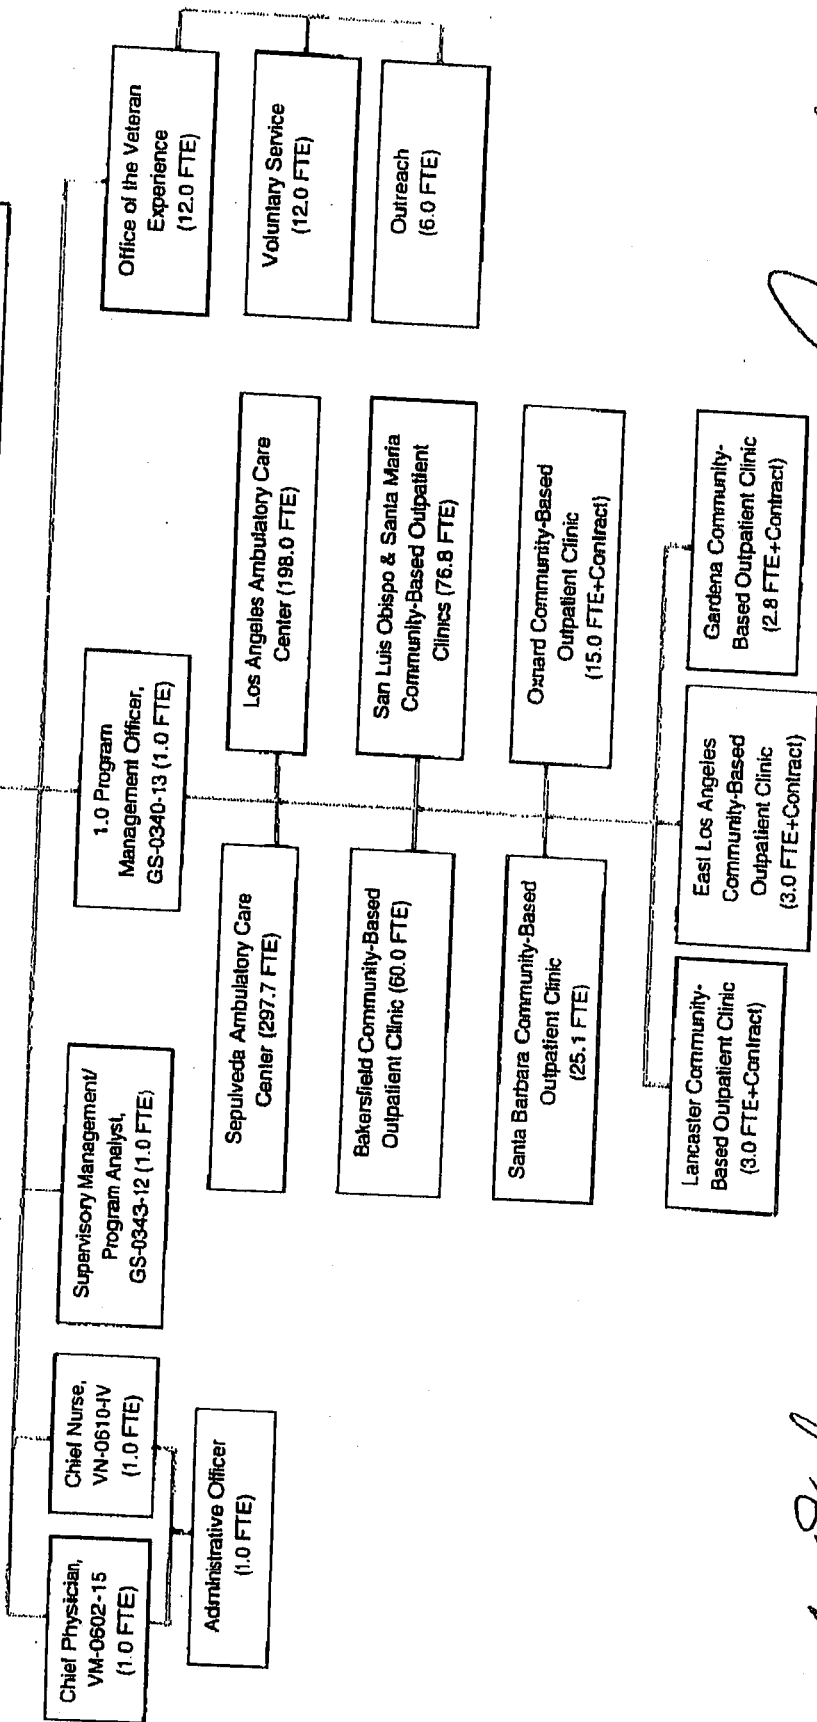 Chief Physician,
VM-0602-15
(1.0 FTE)
Chief Nurse,
VN-0610-IV
(1.0 FTE)
Supervisory Management/
Program Analyst,
GS-0343-12 (1.0 FTE)
1.0 Program
Management Officer,
GS-0340-13 (1.0 FTE)
Office of the Veteran
Experience
(12.0 FTE)
Administrative Officer
(1.0 FTE)
Voluntary Service
(12.0 FTE)
Outreach
(6.0 FTE)
Sepulveda Ambulatory Care
Center (297.7 FTE)
Los Angeles Ambulatory Care
Center (198.0 FTE)
Bakersfield Community-Based
Outpatient Clinic (60.0 FTE)
San Luis Obispo & Santa Maria
Community-Based Outpatient
Clinics (76.8 FTE)
Santa Barbara Community-Based
Outpatient Clinic
(25.1 FTE)
Oxnard Community-Based
Outpatient Clinic
(15.0 FTE+Contract)
Lancaster Community-
Based Outpatient Clinic
(3.0 FTE+Contract)
East Los Angeles
Community-Based
Outpatient Clinic
(3.0 FTE+Contract)
Gardena Community-
Based Outpatient Clinic
(2.8 FTE+Contract)